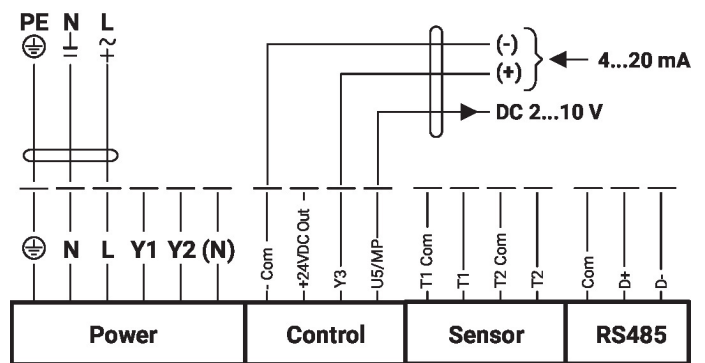 PE N L
(-)
(+)
4...20 mA
DC 2...10 V
N L Y1 Y2 (N)
- Com
+24VDC Out -
Y3
U5/MP
T1 Com
T1
T2 Com
T2
Com
D+
D-
Power
Control
Sensor
RS485